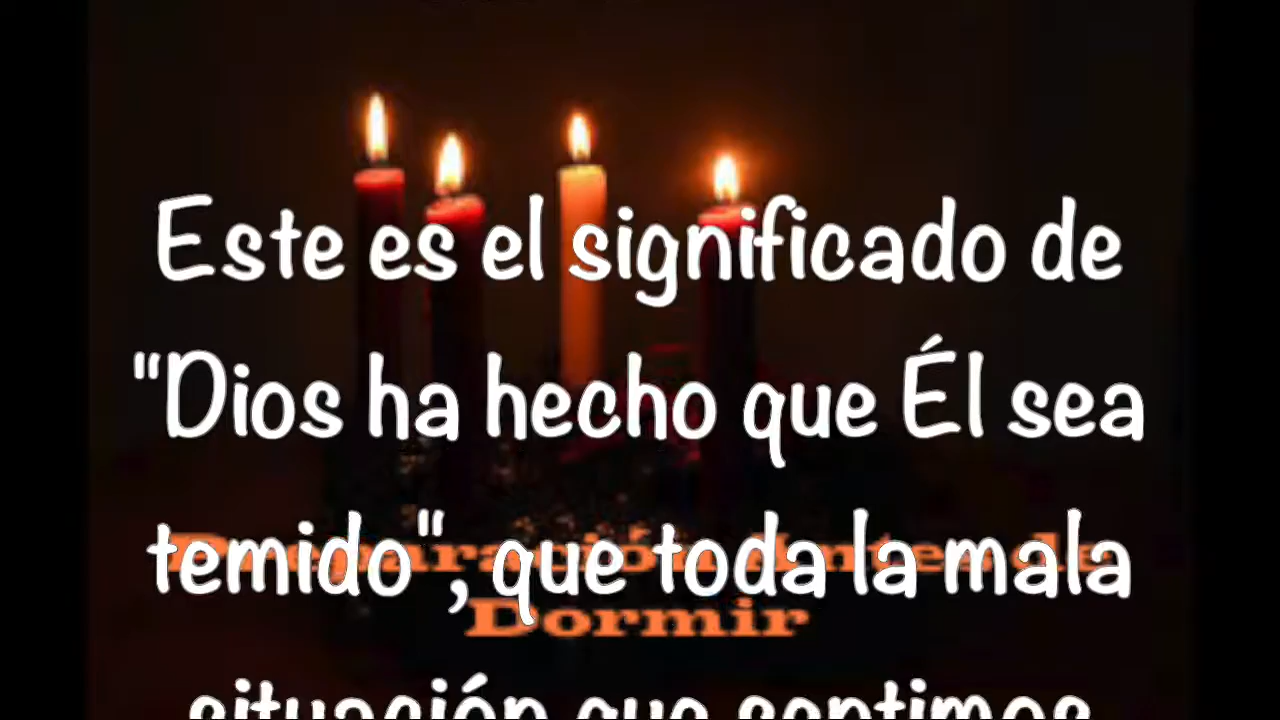 Este es el significado de
"Dios ha hecho que Él sea
temido", que toda la mala
Dormir
situación que sentimos